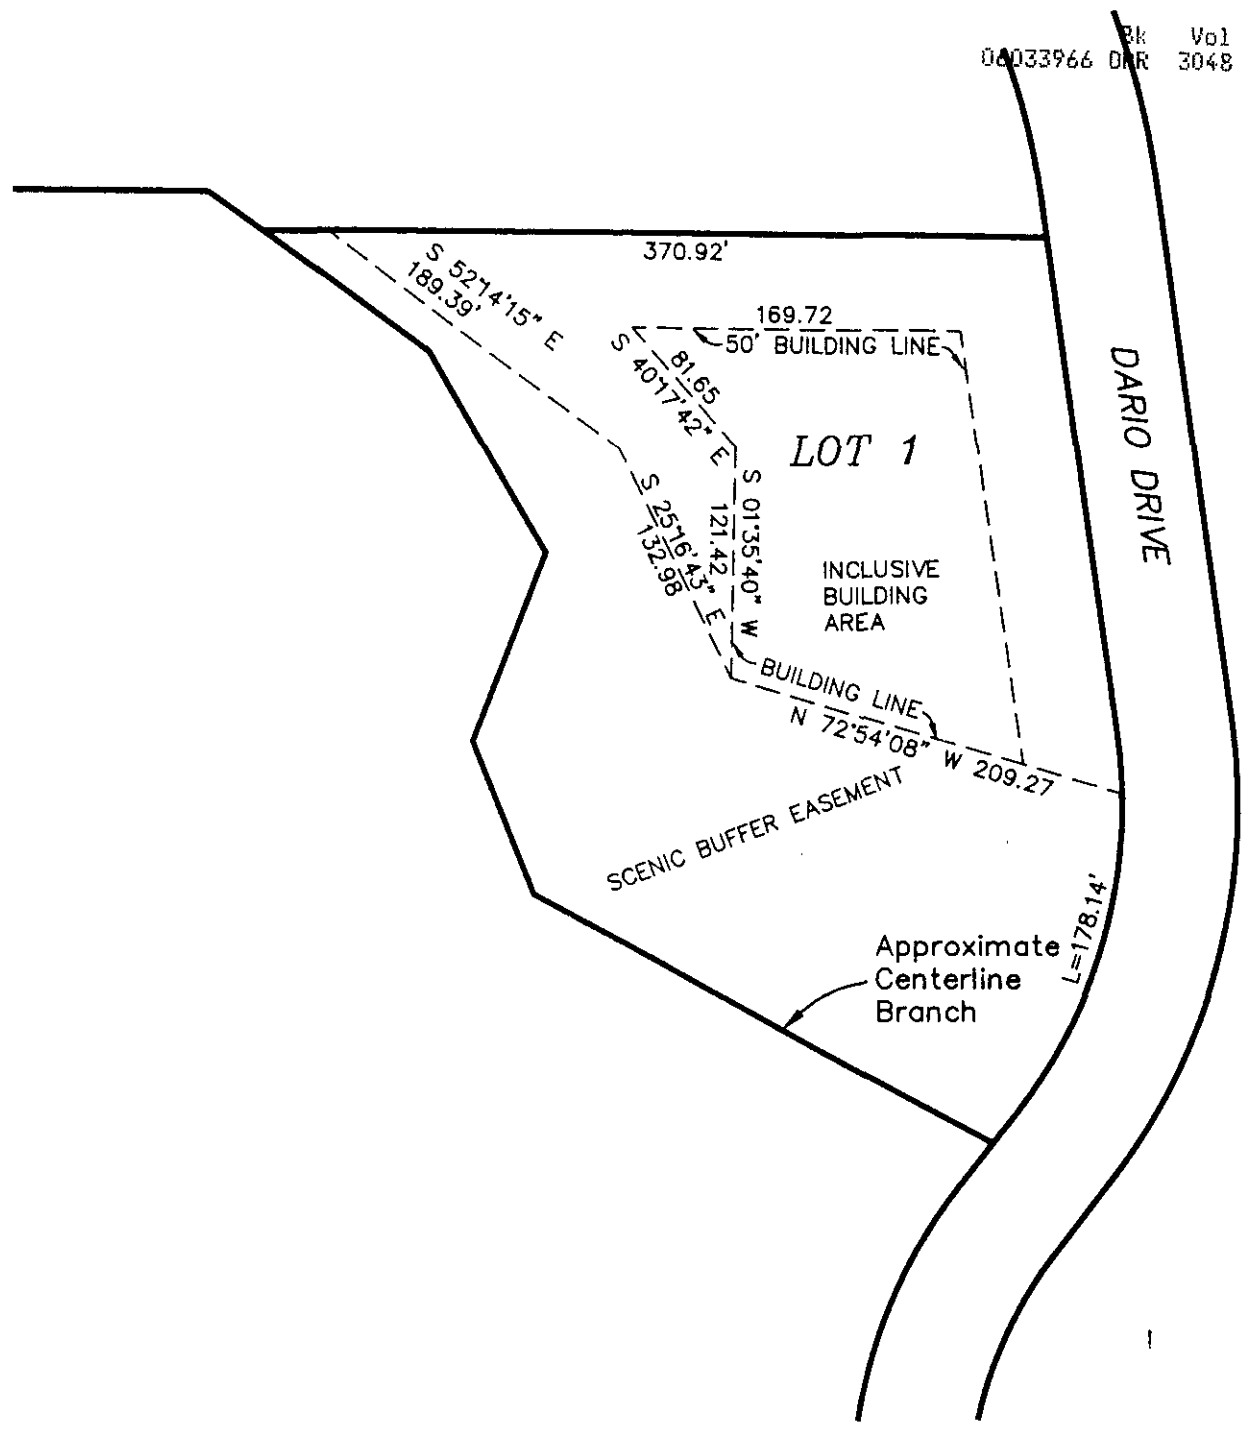 Bk Vol
06033966 DRR 3048
370.92'
S 52°14'15" E
189.39'
169.72
50' BUILDING LINE
81.65
S 40°17'42" E
LOT 1
DARIO DRIVE
S 25°16'43" E
132.98
S 01°35'40" W
121.42
INCLUSIVE
BUILDING
AREA
BUILDING LINE
N 72°54'08" W 209.27
SCENIC BUFFER EASEMENT
L=178.14'
Approximate
Centerline
Branch